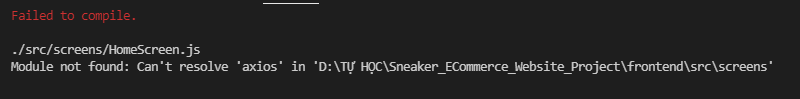 Failed to compile.
./src/screens/HomeScreen.js
Module not found: Can't resolve 'axios' in 'D:\TỰ HỌC\Sneaker_ECommerce_Website_Project\frontend\src\screens'